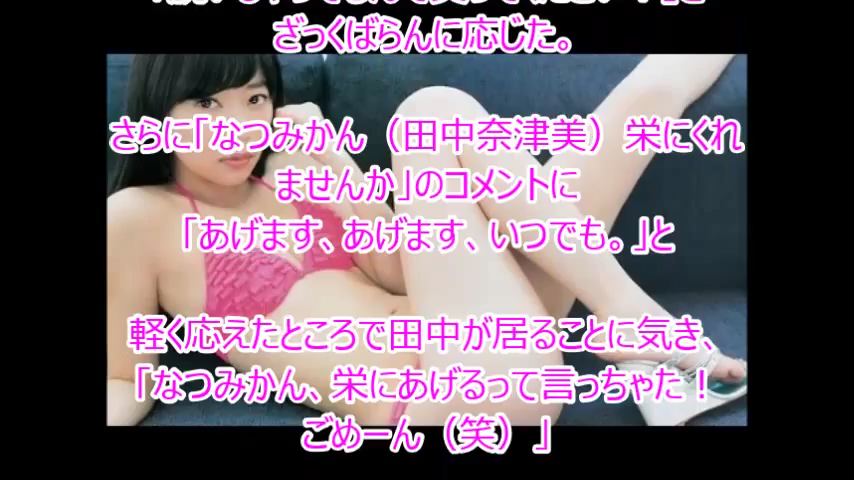 ざっくばらんに応じた。
さらに「なつみかん（田中奈津美）栄にくれ
ませんか」のコメントに
「あげます、あげます、いつでも。」と
軽く応えたところで田中が居ることに気き、
「なつみかん、栄にあげるって言っちゃた！
ごめーん（笑）」